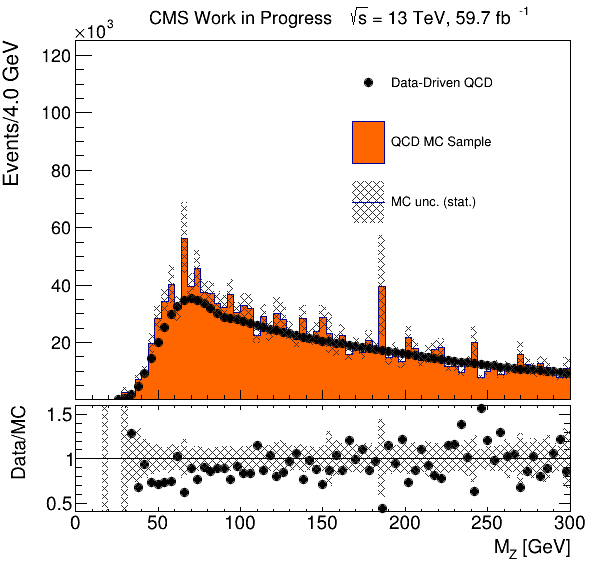 CMS Work in Progress √s = 13 TeV, 59.7 fb⁻¹
×10³
Events/4.0 GeV
120
100
80
60
40
20
Data-Driven QCD
QCD MC Sample
MC unc. (stat.)
Data/MC
1.5
1
0.5
0 50 100 150 200 250 300
M_Z [GeV]